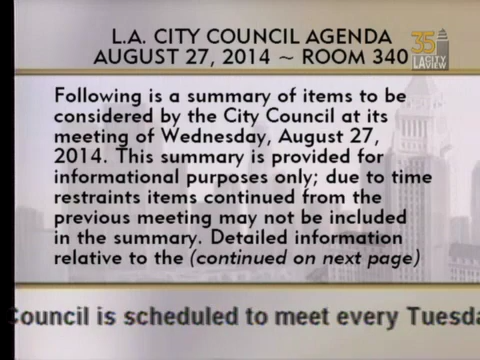 L.A. CITY COUNCIL AGENDA
AUGUST 27, 2014 ~ ROOM 340
35
LA CITY VIEW
Following is a summary of items to be
considered by the City Council at its
meeting of Wednesday, August 27,
2014. This summary is provided for
informational purposes only; due to time
restraints items continued from the
previous meeting may not be included
in the summary. Detailed information
relative to the (continued on next page)
Council is scheduled to meet every Tuesda